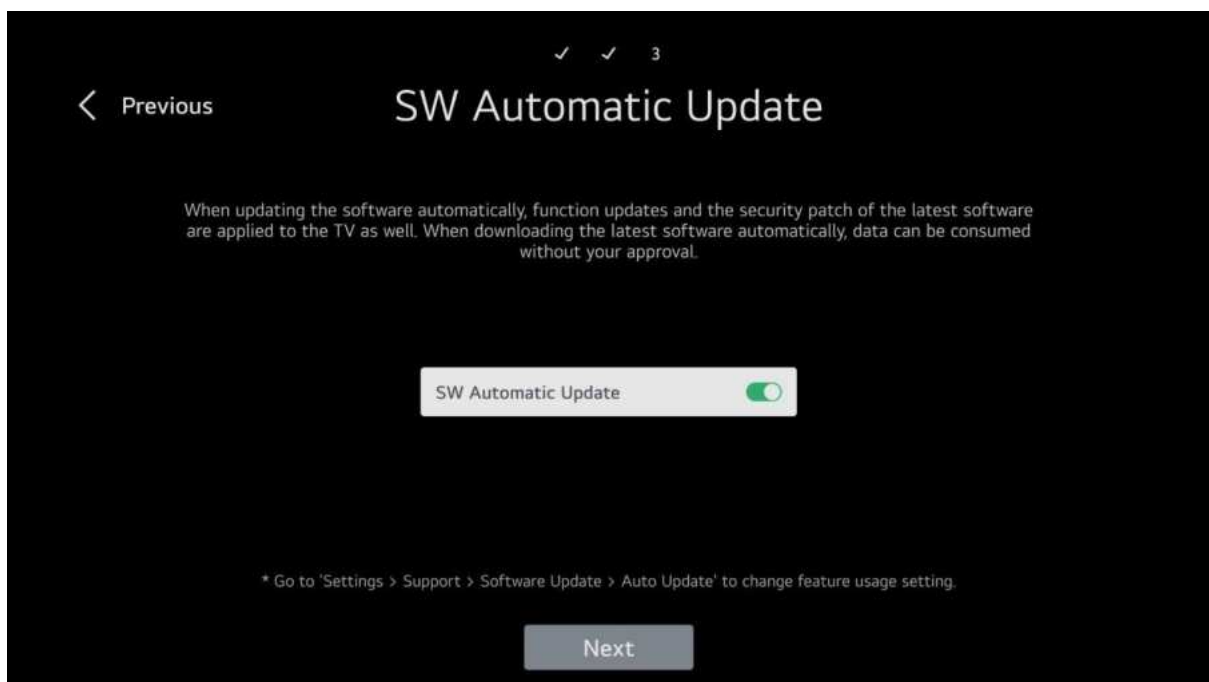 ✓ ✓ 3
Previous
SW Automatic Update
When updating the software automatically, function updates and the security patch of the latest software
are applied to the TV as well. When downloading the latest software automatically, data can be consumed
without your approval.
SW Automatic Update
* Go to 'Settings > Support > Software Update > Auto Update' to change feature usage setting.
Next